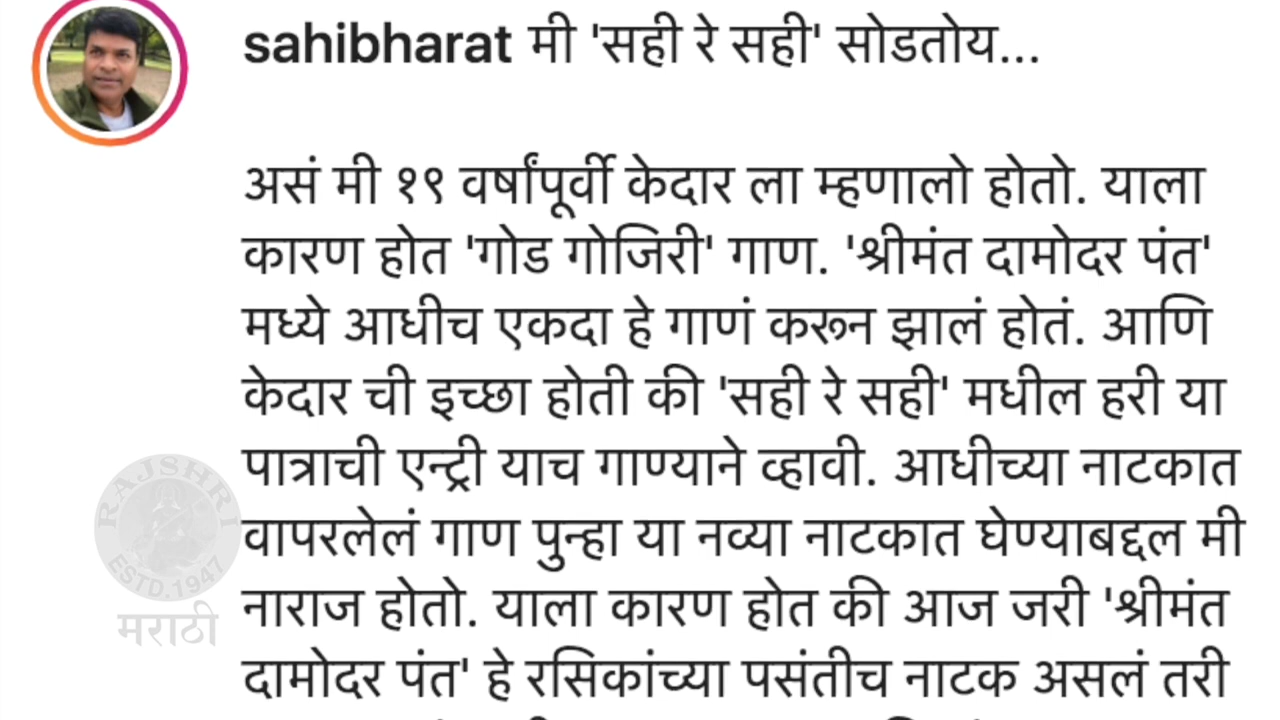 sahibharat मी 'सही रे सही' सोडतोय...
असं मी १९ वर्षांपूर्वी केदार ला म्हणालो होतो. याला
कारण होत 'गोड गोजिरी' गाण. 'श्रीमंत दामोदर पंत'
मध्ये आधीच एकदा हे गाणं करून झालं होतं. आणि
केदार ची इच्छा होती की 'सही रे सही' मधील हरी या
पात्राची एन्ट्री याच गाण्याने व्हावी. आधीच्या नाटकात
वापरलेलं गाण पुन्हा या नव्या नाटकात घेण्याबद्दल मी
नाराज होतो. याला कारण होत की आज जरी 'श्रीमंत
दामोदर पंत' हे रसिकांच्या पसंतीच नाटक असलं तरी
RAJSHRI
ESTD.1947
मराठी